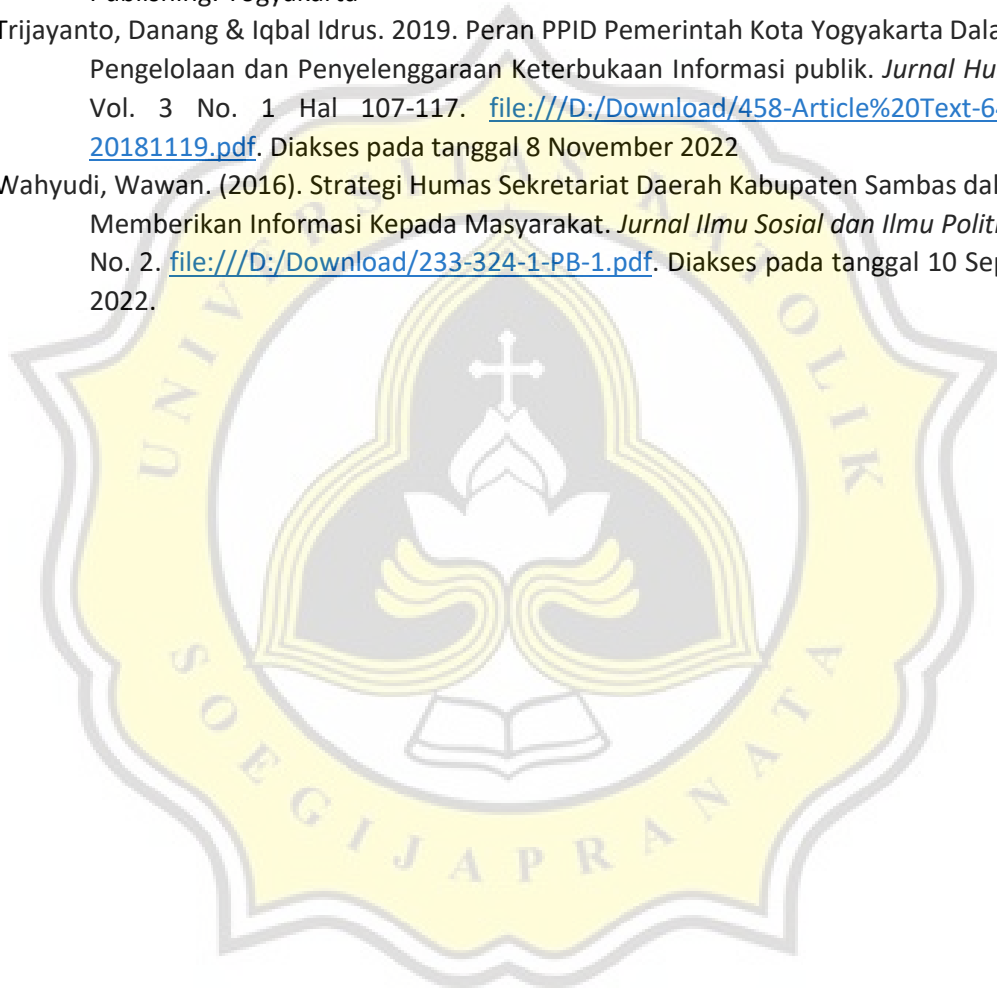 Publishing. Yogyakarta
Trijayanto, Danang & Iqbal Idrus. 2019. Peran PPID Pemerintah Kota Yogyakarta Dala
Pengelolaan dan Penyelenggaraan Keterbukaan Informasi publik. Jurnal Hu
Vol. 3 No. 1 Hal 107-117. file:///D:/Download/458-Article%20Text-6
20181119.pdf. Diakses pada tanggal 8 November 2022
Wahyudi, Wawan. (2016). Strategi Humas Sekretariat Daerah Kabupaten Sambas dal
Memberikan Informasi Kepada Masyarakat. Jurnal Ilmu Sosial dan Ilmu Polit
No. 2. file:///D:/Download/233-324-1-PB-1.pdf. Diakses pada tanggal 10 Sep
2022.
UNIVERSITAS KATOLIK
SOEGIJAPRANATA